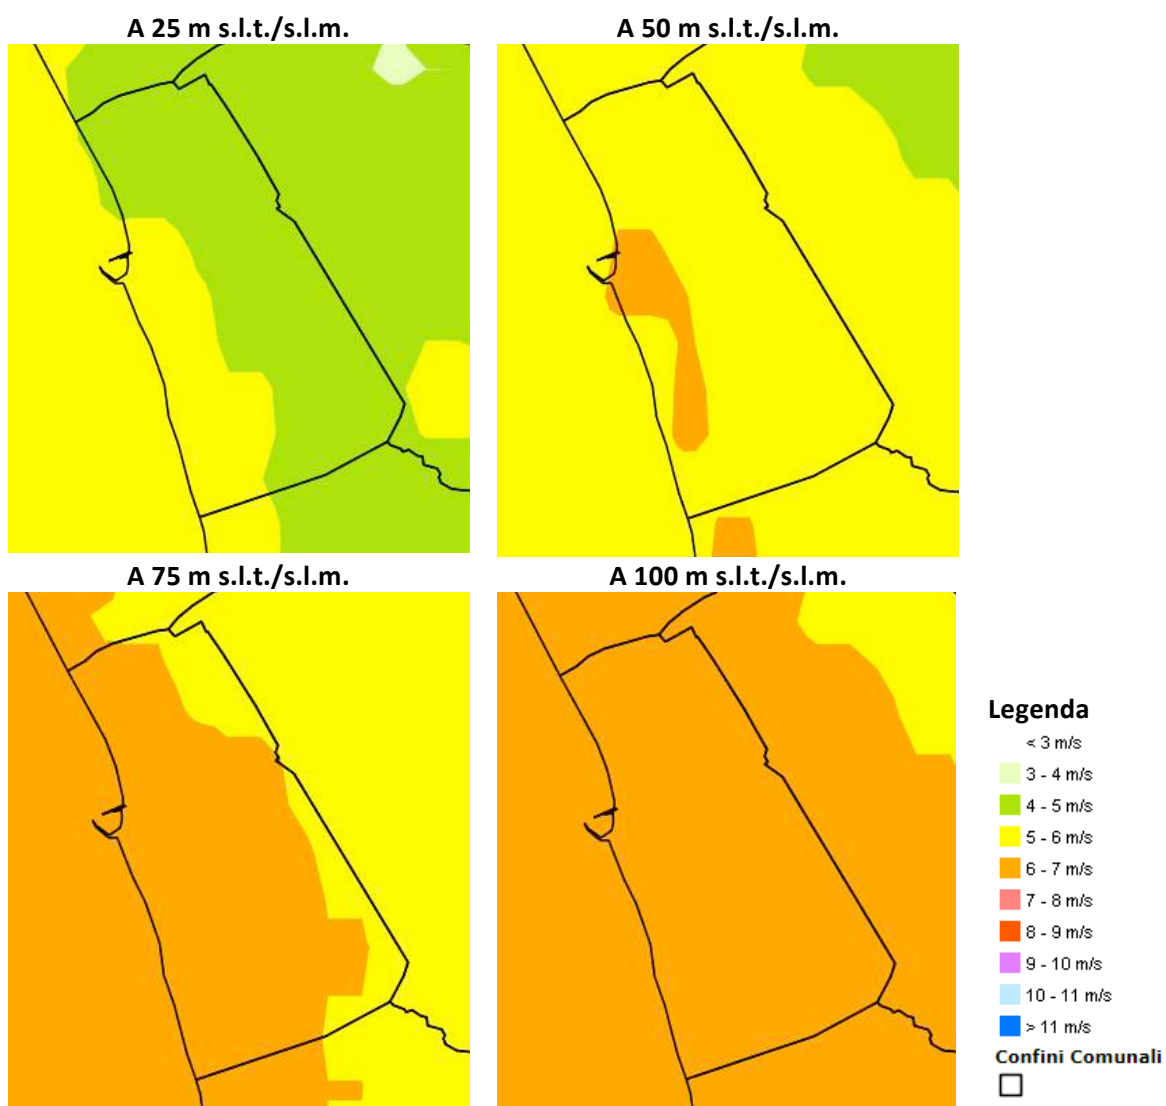 A 25 m s.l.t./s.l.m.
A 50 m s.l.t./s.l.m.
A 75 m s.l.t./s.l.m.
A 100 m s.l.t./s.l.m.
Legenda
< 3 m/s
3 - 4 m/s
4 - 5 m/s
5 - 6 m/s
6 - 7 m/s
7 - 8 m/s
8 - 9 m/s
9 - 10 m/s
10 - 11 m/s
> 11 m/s
Confini Comunali